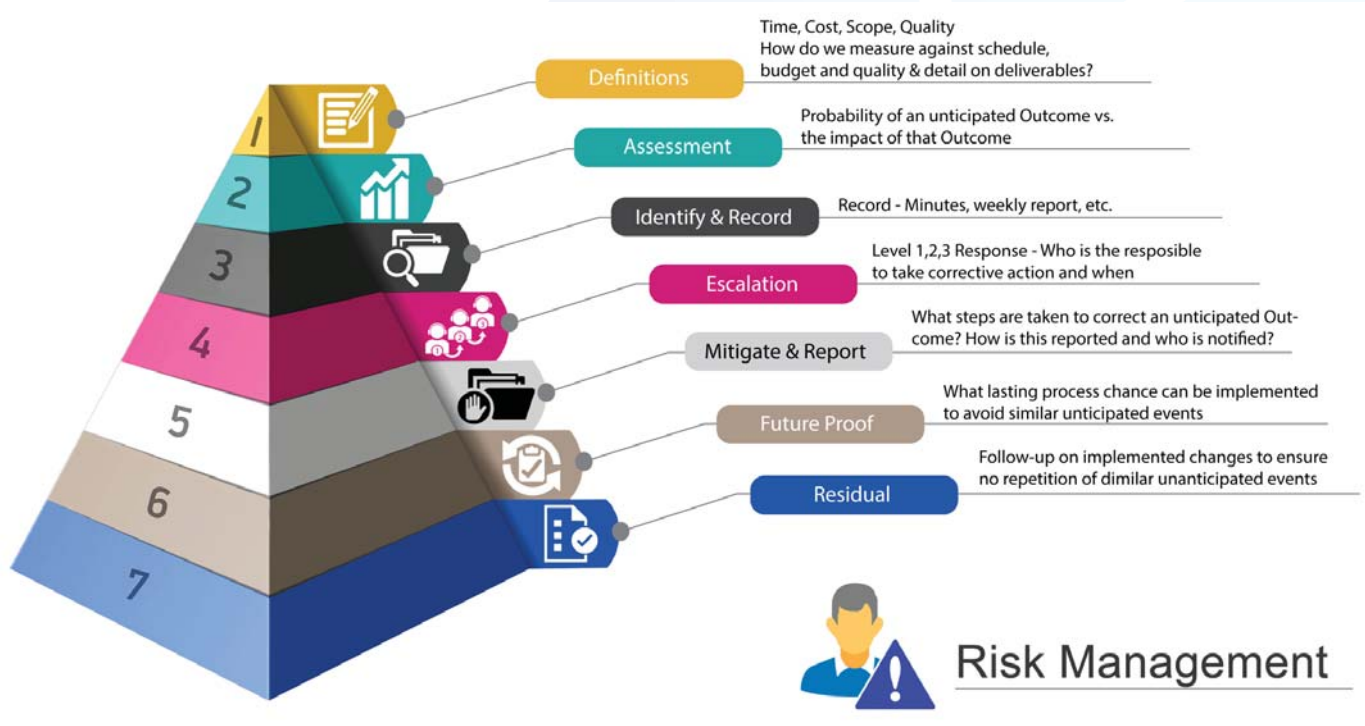 1
Definitions
Time, Cost, Scope, Quality
How do we measure against schedule,
budget and quality & detail on deliverables?
2
Assessment
Probability of an unticipated Outcome vs.
the impact of that Outcome
3
Identify & Record
Record - Minutes, weekly report, etc.
4
1
2
3
Escalation
Level 1,2,3 Response - Who is the resposible
to take corrective action and when
5
Mitigate & Report
What steps are taken to correct an unticipated Out-
come? How is this reported and who is notified?
6
Future Proof
What lasting process chance can be implemented
to avoid similar unticipated events
7
Residual
Follow-up on implemented changes to ensure
no repetition of dimilar unanticipated events
!
Risk Management